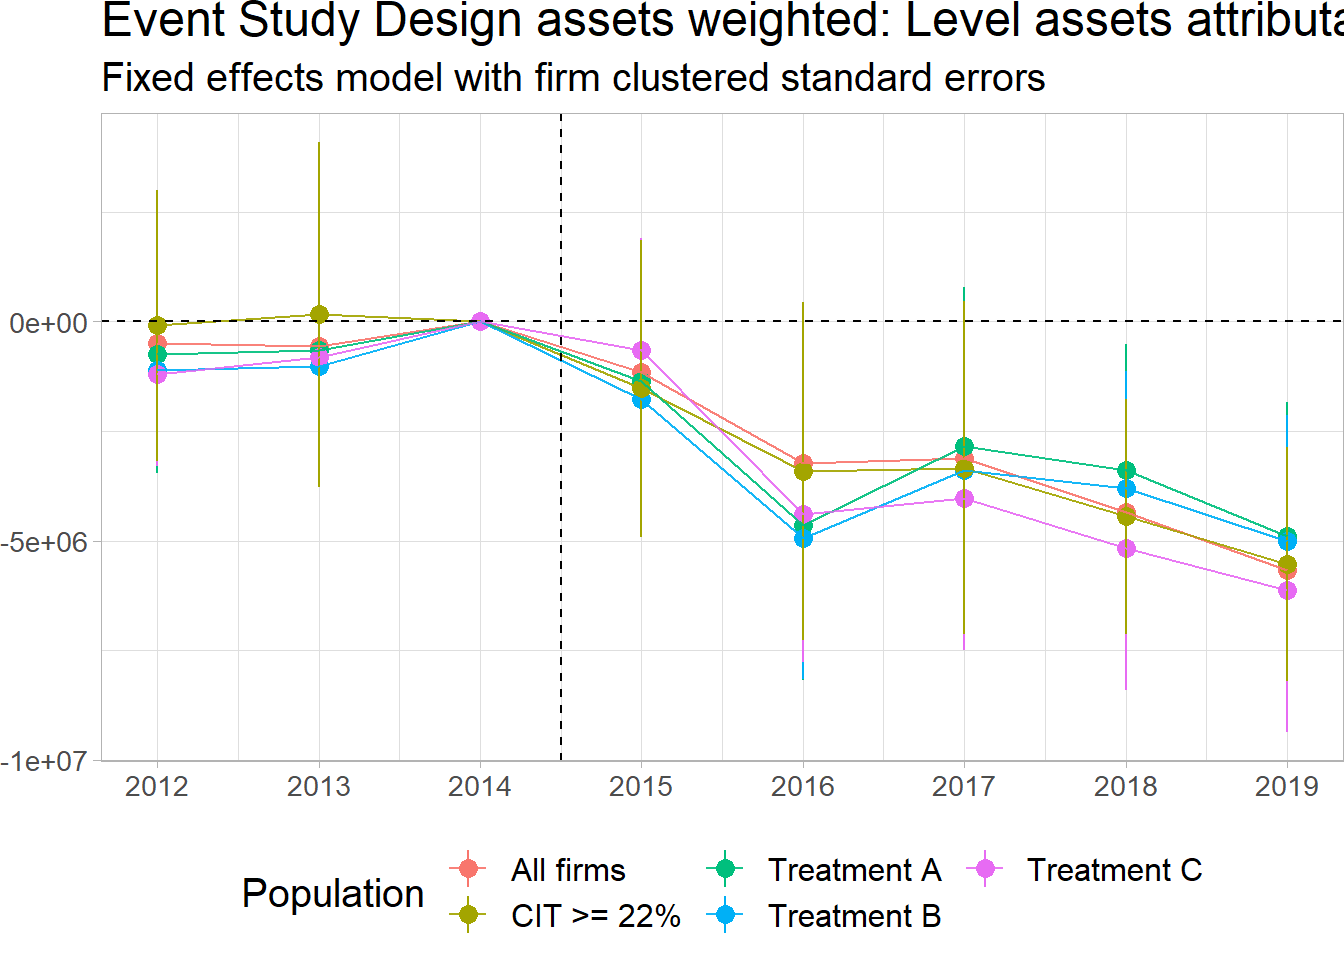 Event Study Design assets weighted: Level assets attributa
Fixed effects model with firm clustered standard errors
0e+00
-5e+06
-1e+07
2012 2013 2014 2015 2016 2017 2018 2019
Population
All firms
Treatment A
Treatment C
CIT >= 22%
Treatment B